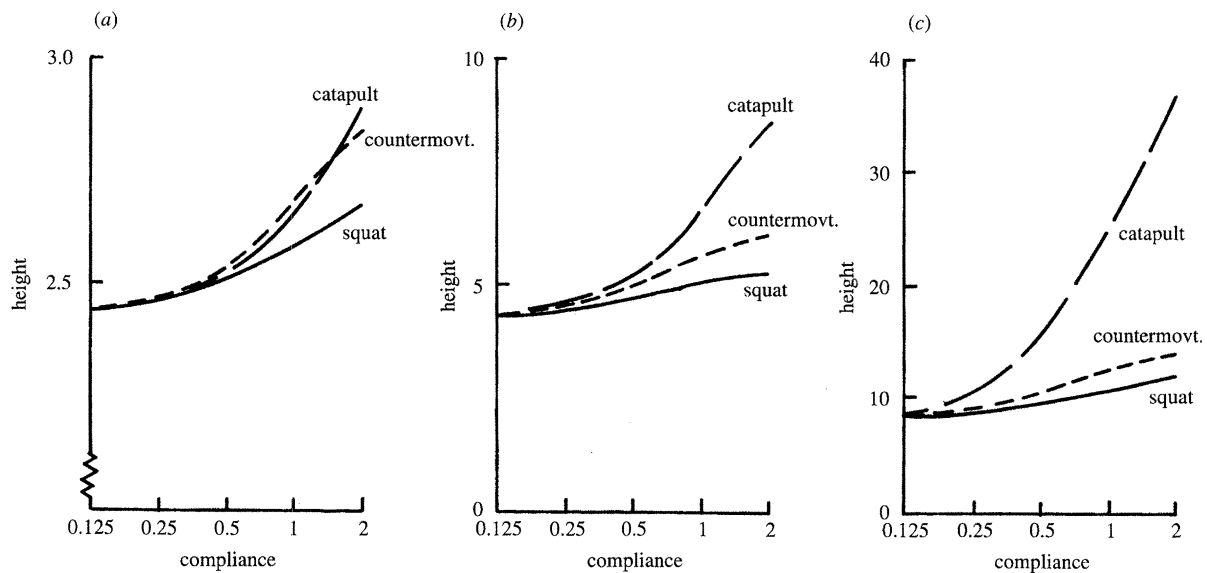 (a)
3.0
2.5
height
catapult
countermovt.
squat
0.125 0.25 0.5 1 2
compliance
(b)
10
5
0
height
catapult
countermovt.
squat
0.125 0.25 0.5 1 2
compliance
(c)
40
30
20
10
0
height
catapult
countermovt.
squat
0.125 0.25 0.5 1 2
compliance